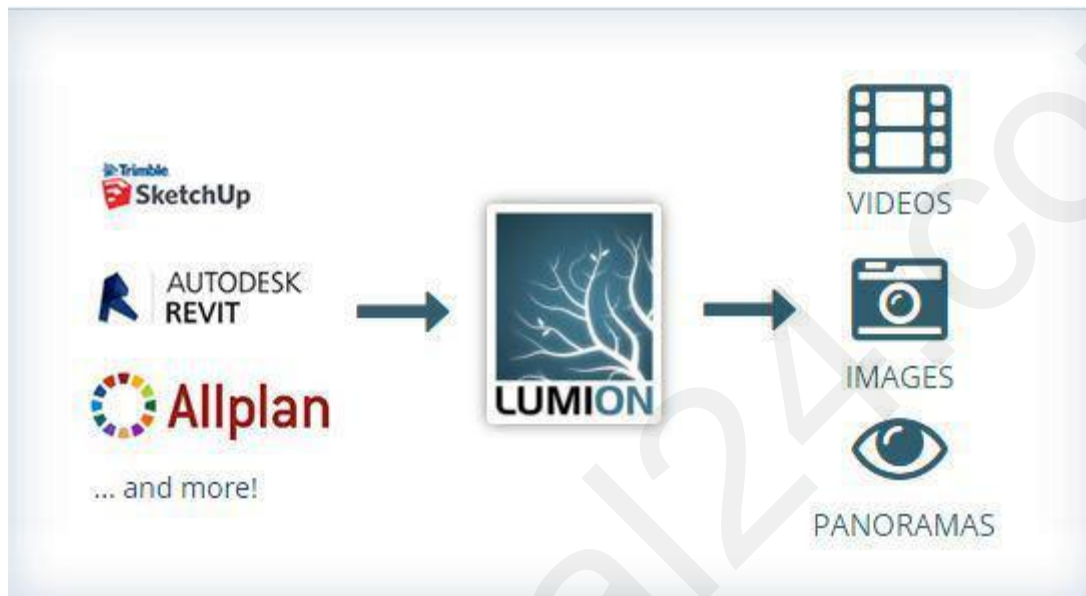 Trimble
SketchUp
AUTODESK
REVIT
Allplan
... and more!
LUMION
VIDEOS
IMAGES
PANORAMAS